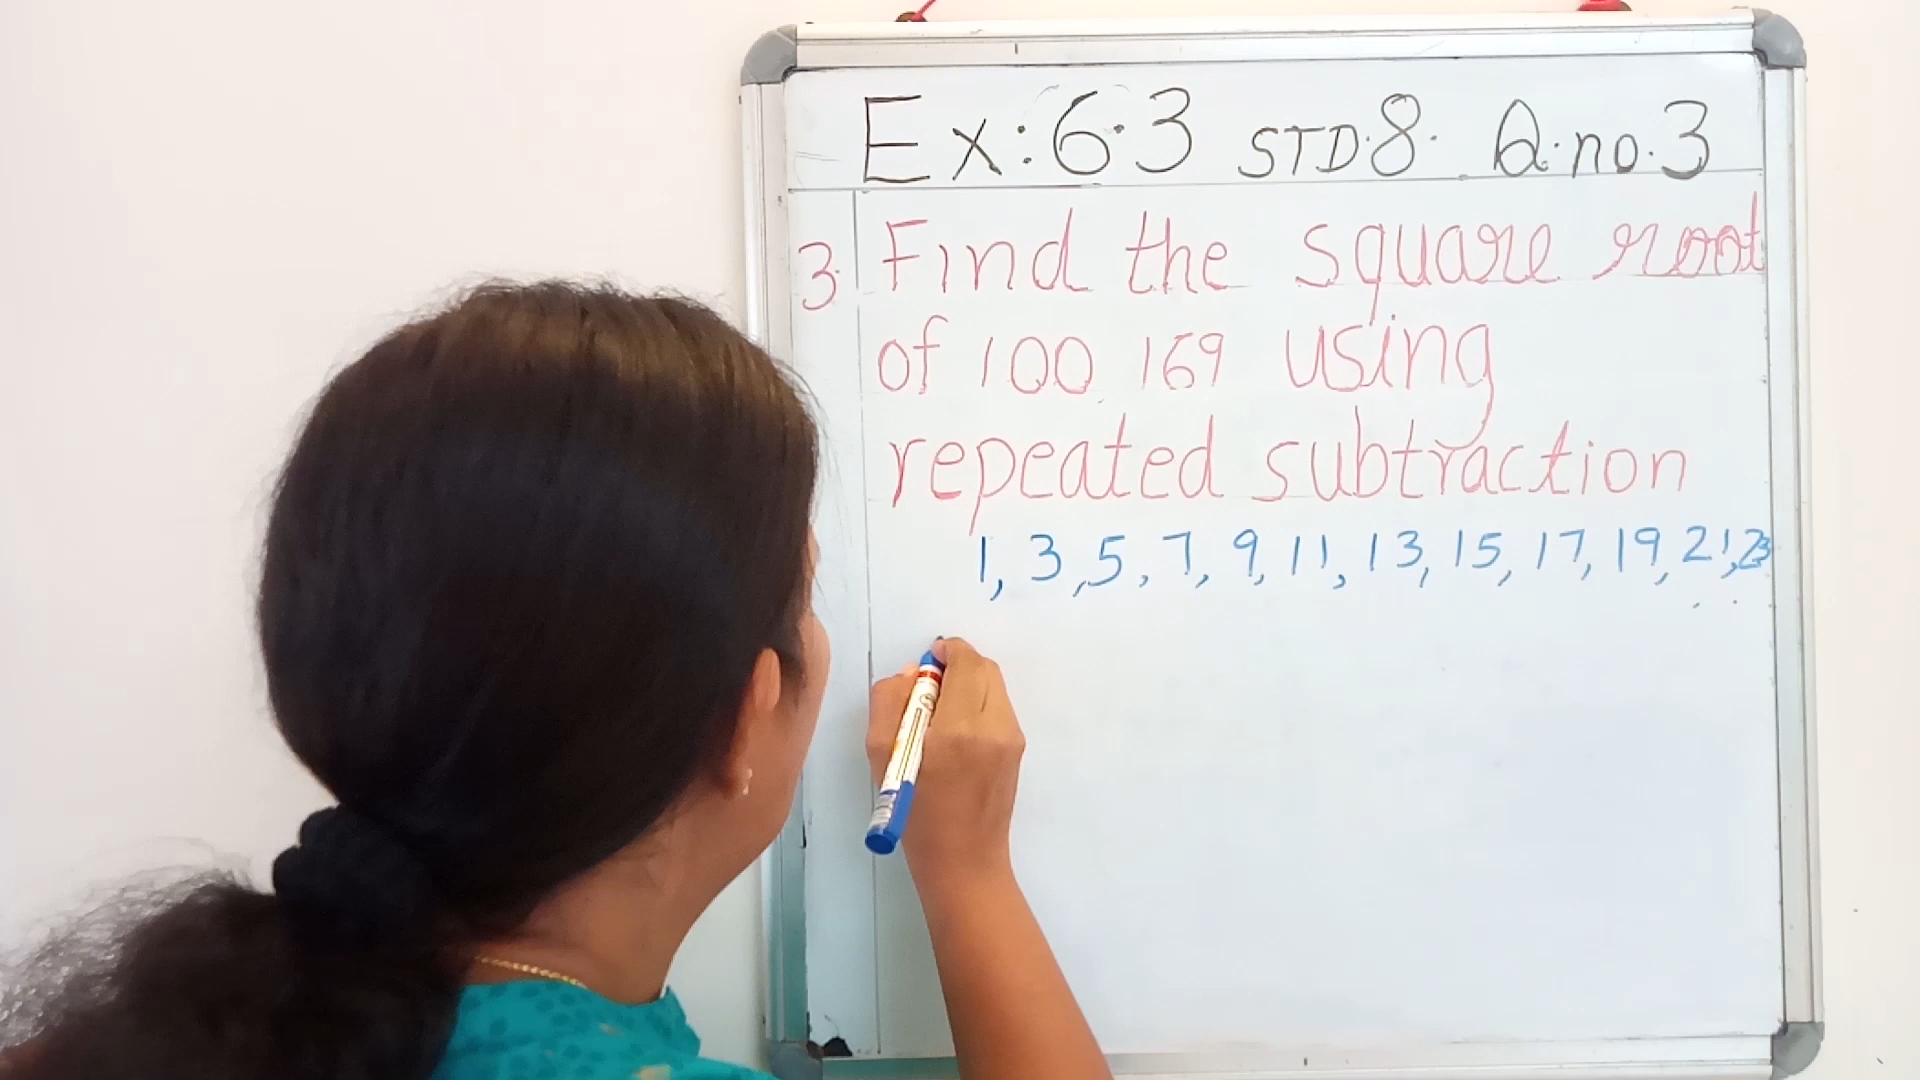 Ex:6.3 STD.8. Q.no.3
3. Find the square root
of 100, 169 using
repeated subtraction
1, 3, 5, 7, 9, 11, 13, 15, 17, 19, 21, 23